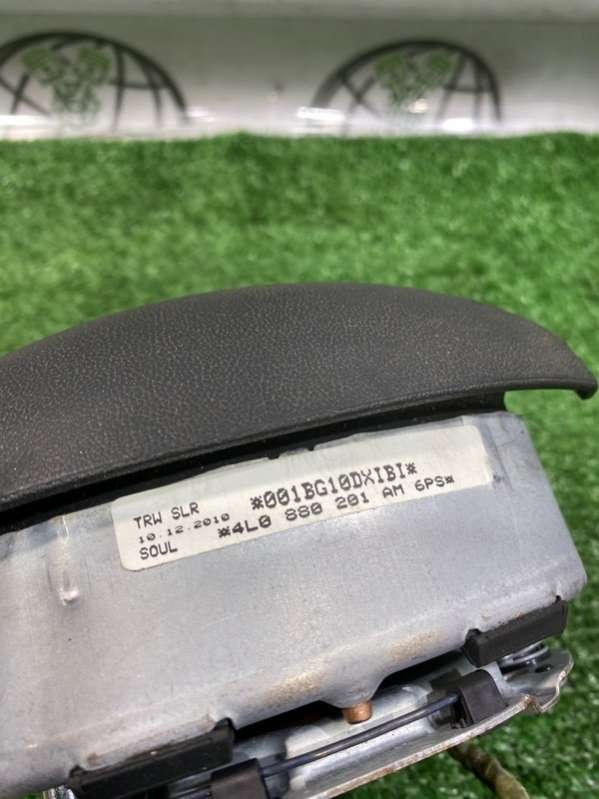 TRW SLR *001BG10DXIBI*
10.12.2010 *4L0 880 201 AM 6PS*
SOUL